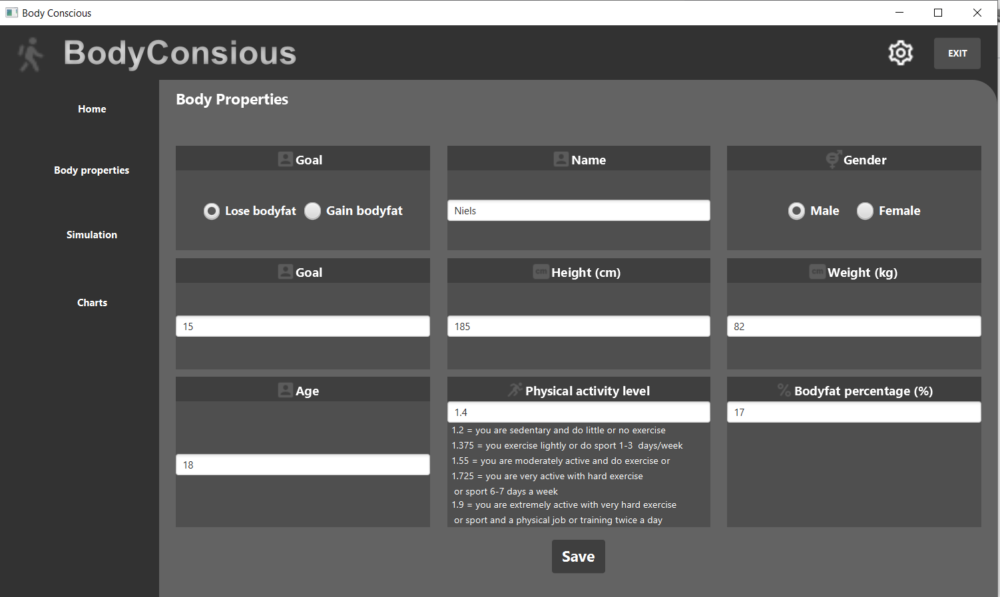 Body Conscious
BodyConsious
EXIT
Home
Body properties
Simulation
Charts
Body Properties
Goal
Lose bodyfat
Gain bodyfat
Name
Niels
Gender
Male
Female
Goal
15
cm
Height (cm)
185
cm
Weight (kg)
82
Age
18
Physical activity level
1.4
1.2 = you are sedentary and do little or no exercise
1.375 = you exercise lightly or do sport 1-3  days/week
1.55 = you are moderately active and do exercise or
1.725 = you are very active with hard exercise
or sport 6-7 days a week
1.9 = you are extremely active with very hard exercise
or sport and a physical job or training twice a day
% Bodyfat percentage (%)
17
Save